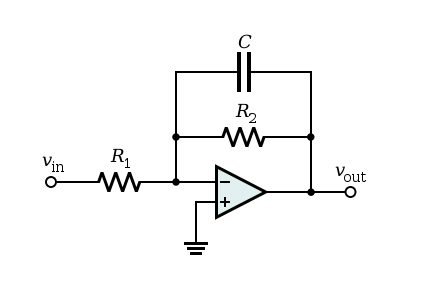 C
R₂
R₁
vᵢₙ
−
+
vₒᵤₜ